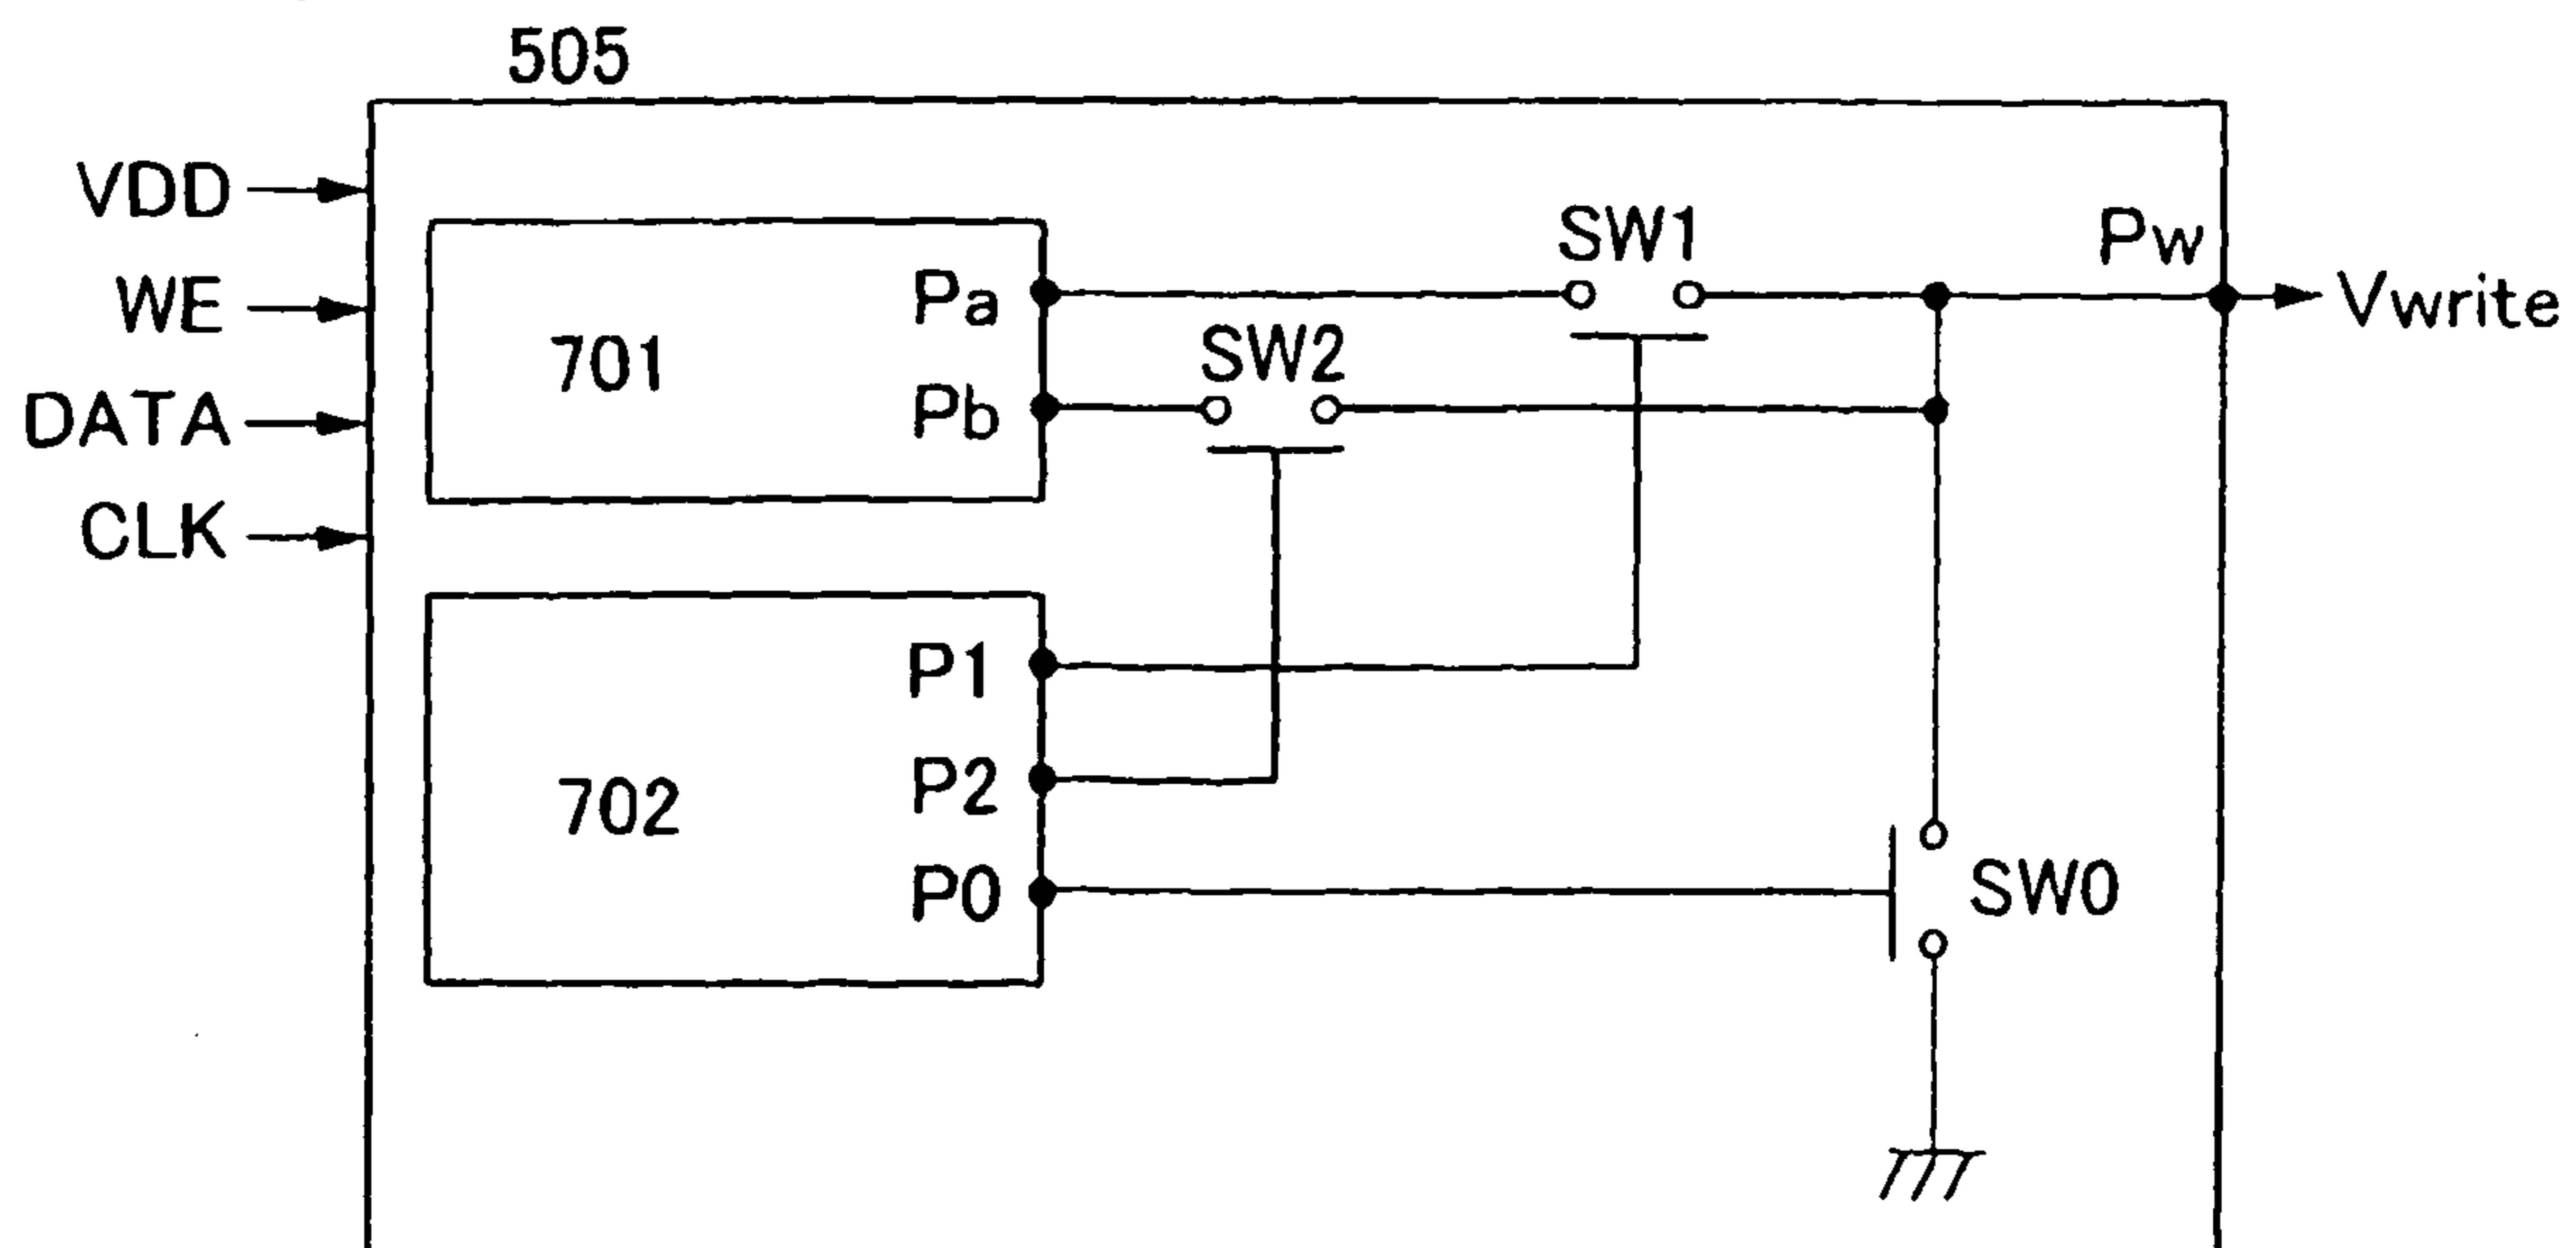 505
VDD
WE
DATA
CLK
701
Pa
Pb
SW1
SW2
Pw
Vwrite
702
P1
P2
P0
SW0